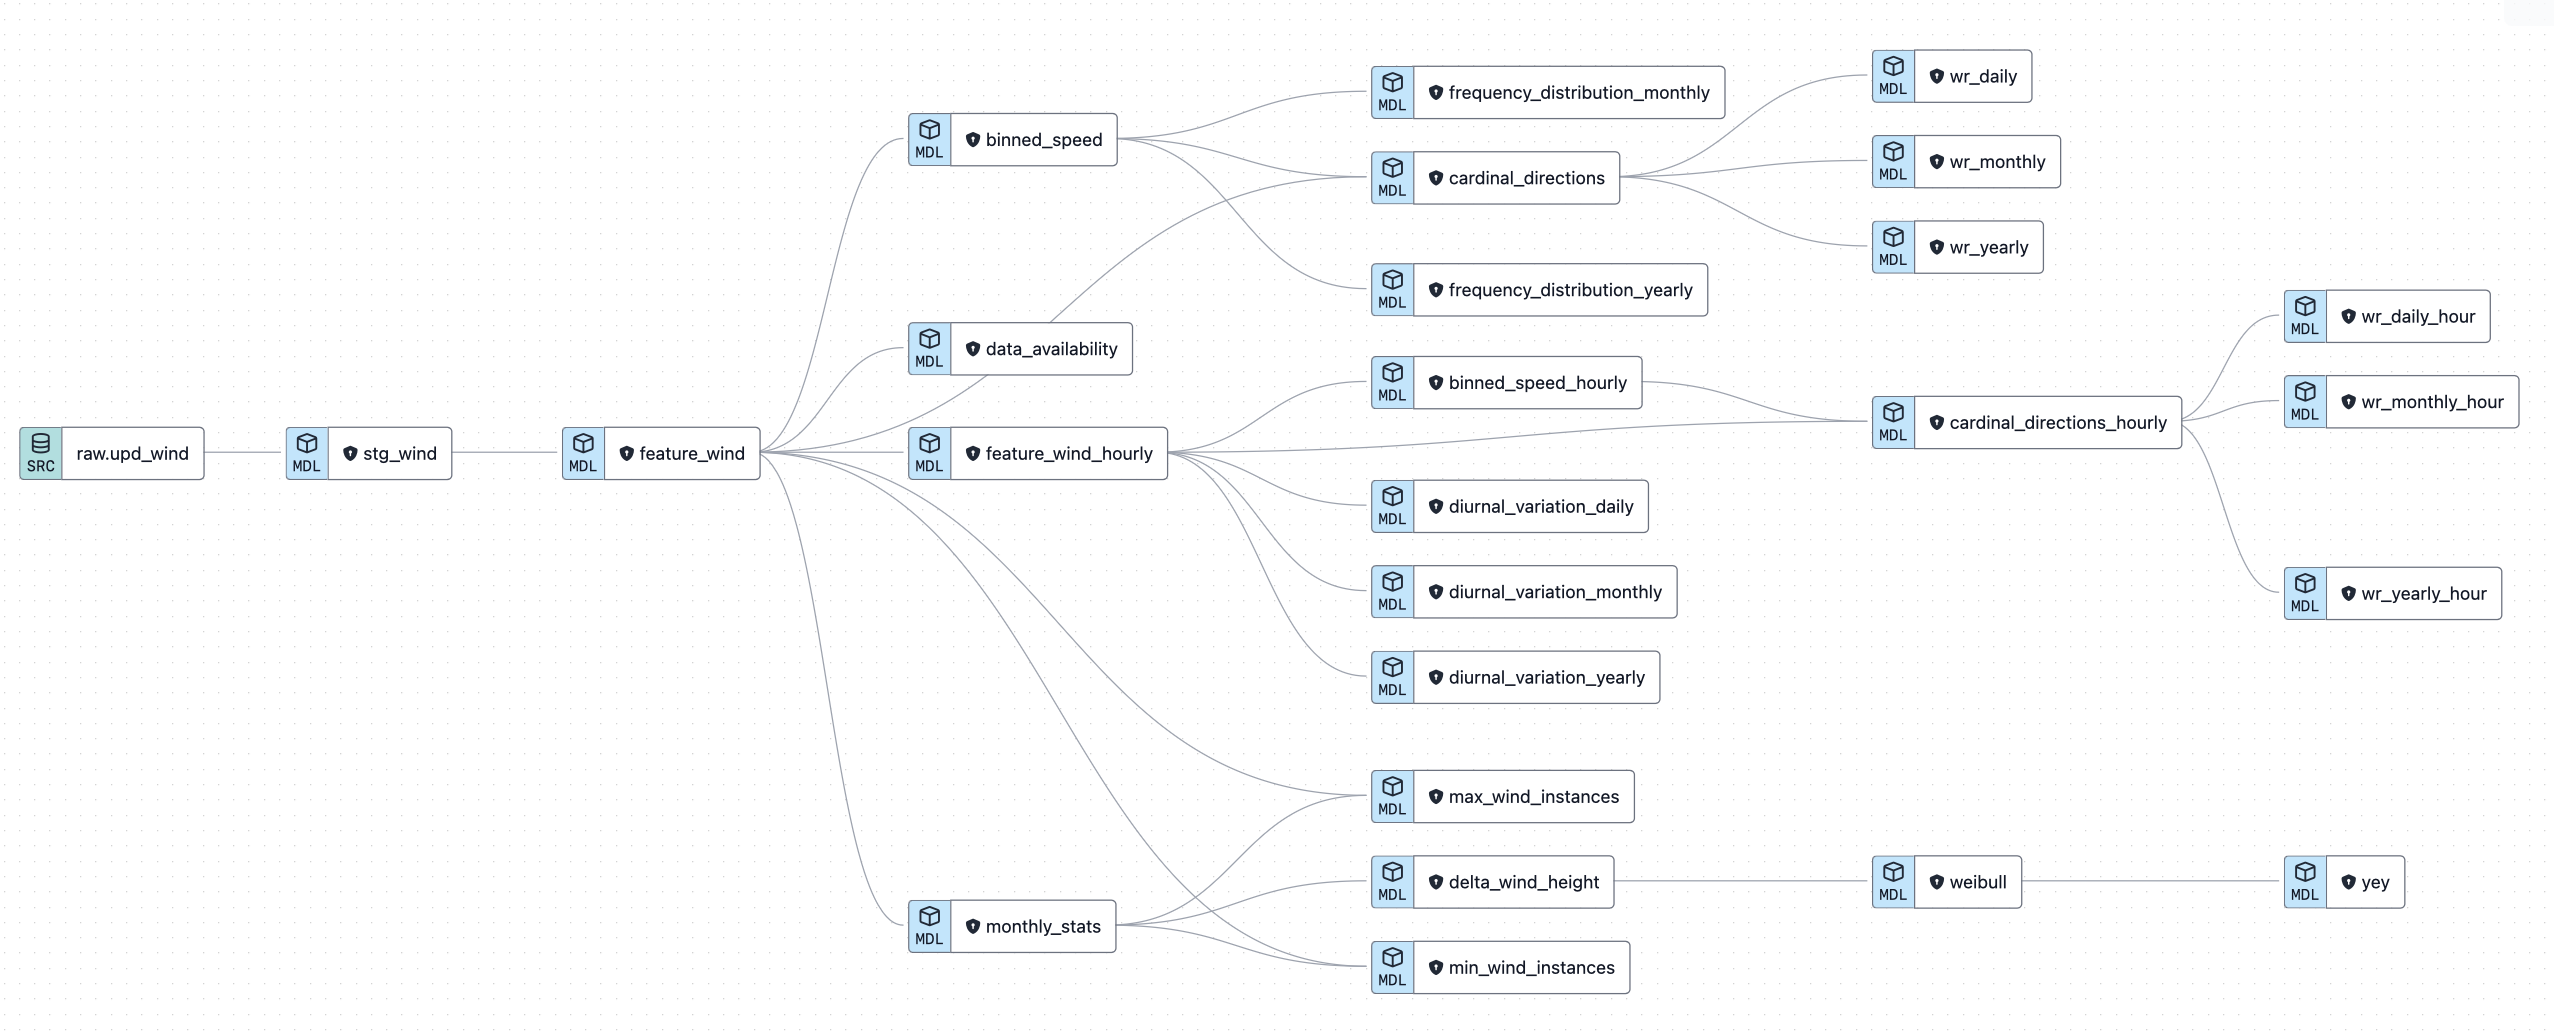 SRC
raw.upd_wind
MDL
stg_wind
MDL
feature_wind
MDL
binned_speed
MDL
data_availability
MDL
feature_wind_hourly
MDL
monthly_stats
MDL
frequency_distribution_monthly
MDL
cardinal_directions
MDL
frequency_distribution_yearly
MDL
binned_speed_hourly
MDL
diurnal_variation_daily
MDL
diurnal_variation_monthly
MDL
diurnal_variation_yearly
MDL
max_wind_instances
MDL
delta_wind_height
MDL
min_wind_instances
MDL
wr_daily
MDL
wr_monthly
MDL
wr_yearly
MDL
cardinal_directions_hourly
MDL
weibull
MDL
wr_daily_hour
MDL
wr_monthly_hour
MDL
wr_yearly_hour
MDL
yey